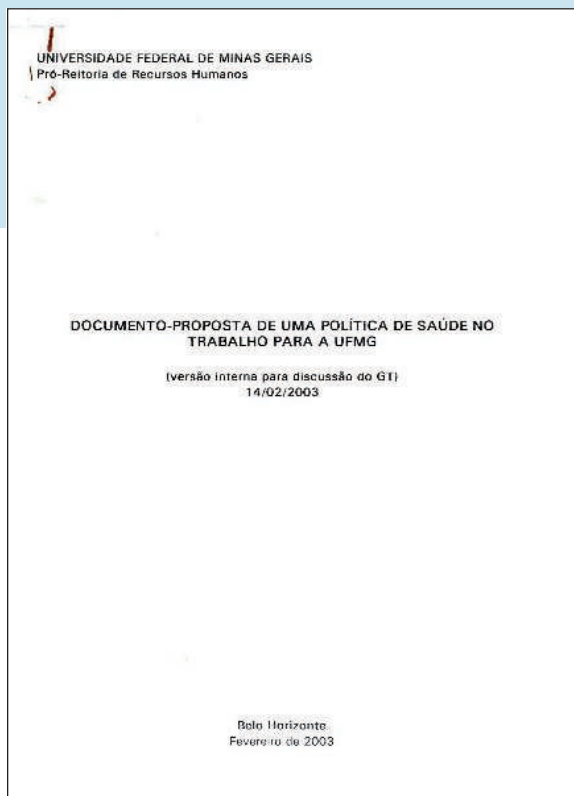 UNIVERSIDADE FEDERAL DE MINAS GERAIS
Pró-Reitoria de Recursos Humanos
DOCUMENTO-PROPOSTA DE UMA POLÍTICA DE SAÚDE NO
TRABALHO PARA A UFMG
(versão interna para discussão do GT)
14/02/2003
Belo Horizonte
Fevereiro de 2003